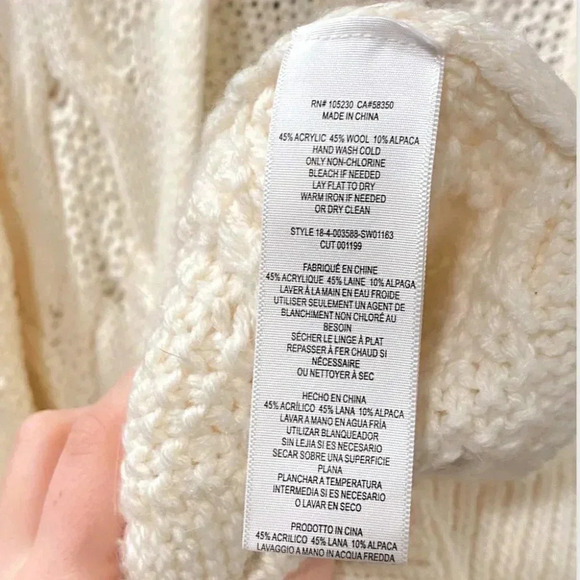 RN# 105230 CA#58350
MADE IN CHINA
45% ACRYLIC 45% WOOL 10% ALPACA
HAND WASH COLD
ONLY NON-CHLORINE
BLEACH IF NEEDED
LAY FLAT TO DRY
WARM IRON IF NEEDED
OR DRY CLEAN
STYLE 18-4-003588-SW01163
CUT 001199
FABRIQUÉ EN CHINE
45% ACRYLIQUE 45% LAINE 10% ALPAGA
LAVER À LA MAIN EN EAU FROIDE
UTILISER SEULEMENT UN AGENT DE
BLANCHIMENT NON CHLORÉ AU
BESOIN
SÉCHER LE LINGE À PLAT
REPASSER À FER CHAUD SI
NÉCESSAIRE
OU NETTOYER À SEC
HECHO EN CHINA
45% ACRÍLICO 45% LANA 10% ALPACA
LAVAR A MANO EN AGUA FRÍA
UTILIZAR BLANQUEADOR
SIN LEJIA SI ES NECESARIO
SECAR SOBRE UNA SUPERFICIE
PLANA
PLANCHAR A TEMPERATURA
INTERMEDIA SI ES NECESARIO
O LAVAR EN SECO
PRODOTTO IN CINA
45% ACRILICO 45% LANA 10% ALPACA
LAVAGGIO A MANO IN ACQUA FREDDA